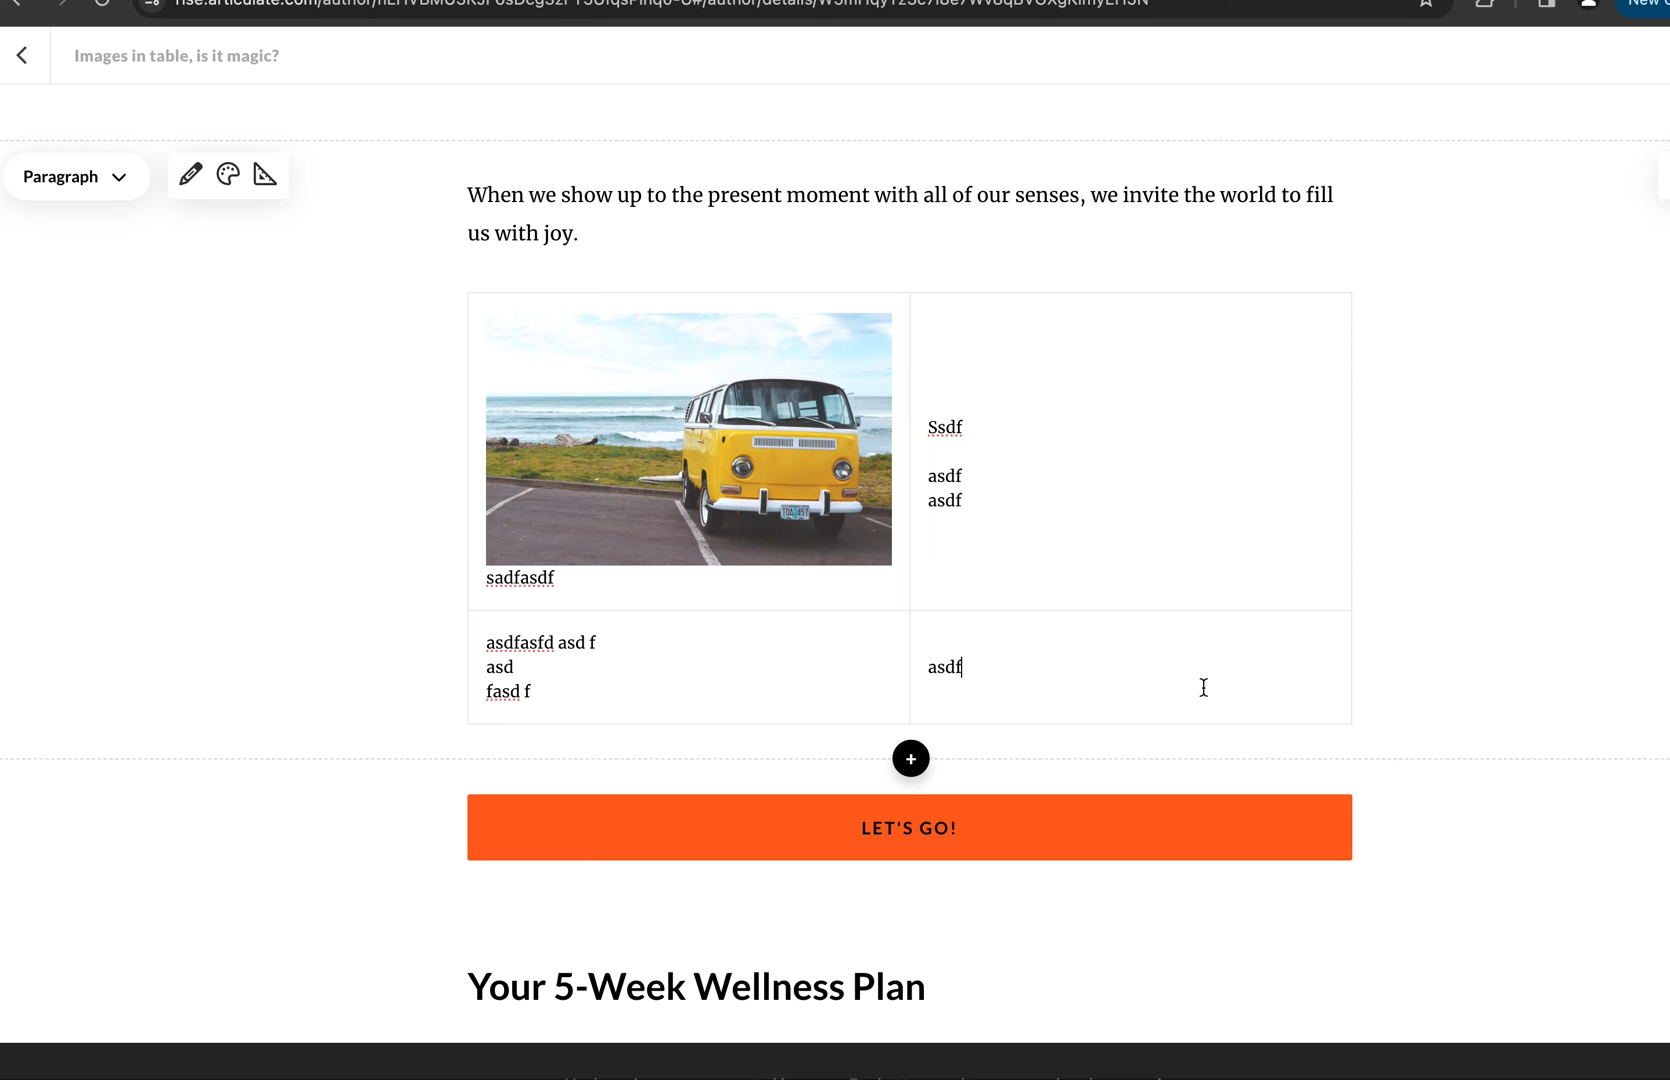 Images in table, is it magic?
Paragraph
When we show up to the present moment with all of our senses, we invite the world to fill
us with joy.
TDA 457
sadfasdf
Ssdf
asdf
asdf
asdfasfd asd f
asd
fasd f
asdf
+
LET'S GO!
Your 5-Week Wellness Plan